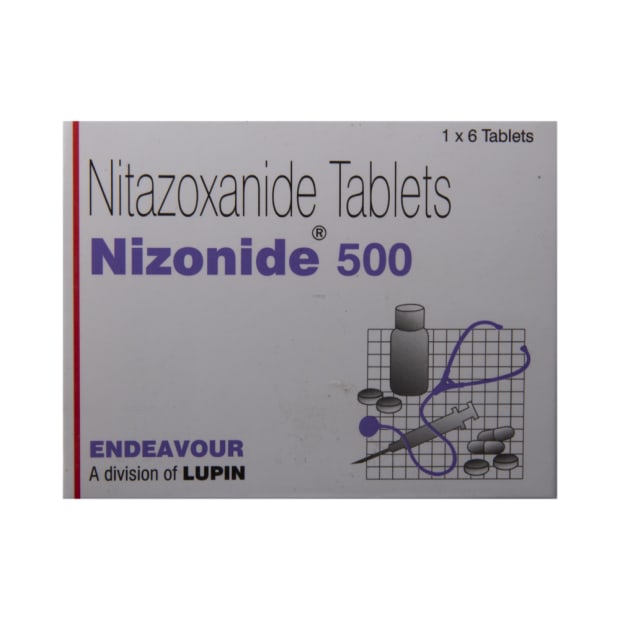 1 x 6 Tablets
Nitazoxanide Tablets
Nizonide® 500
ENDEAVOUR
A division of LUPIN